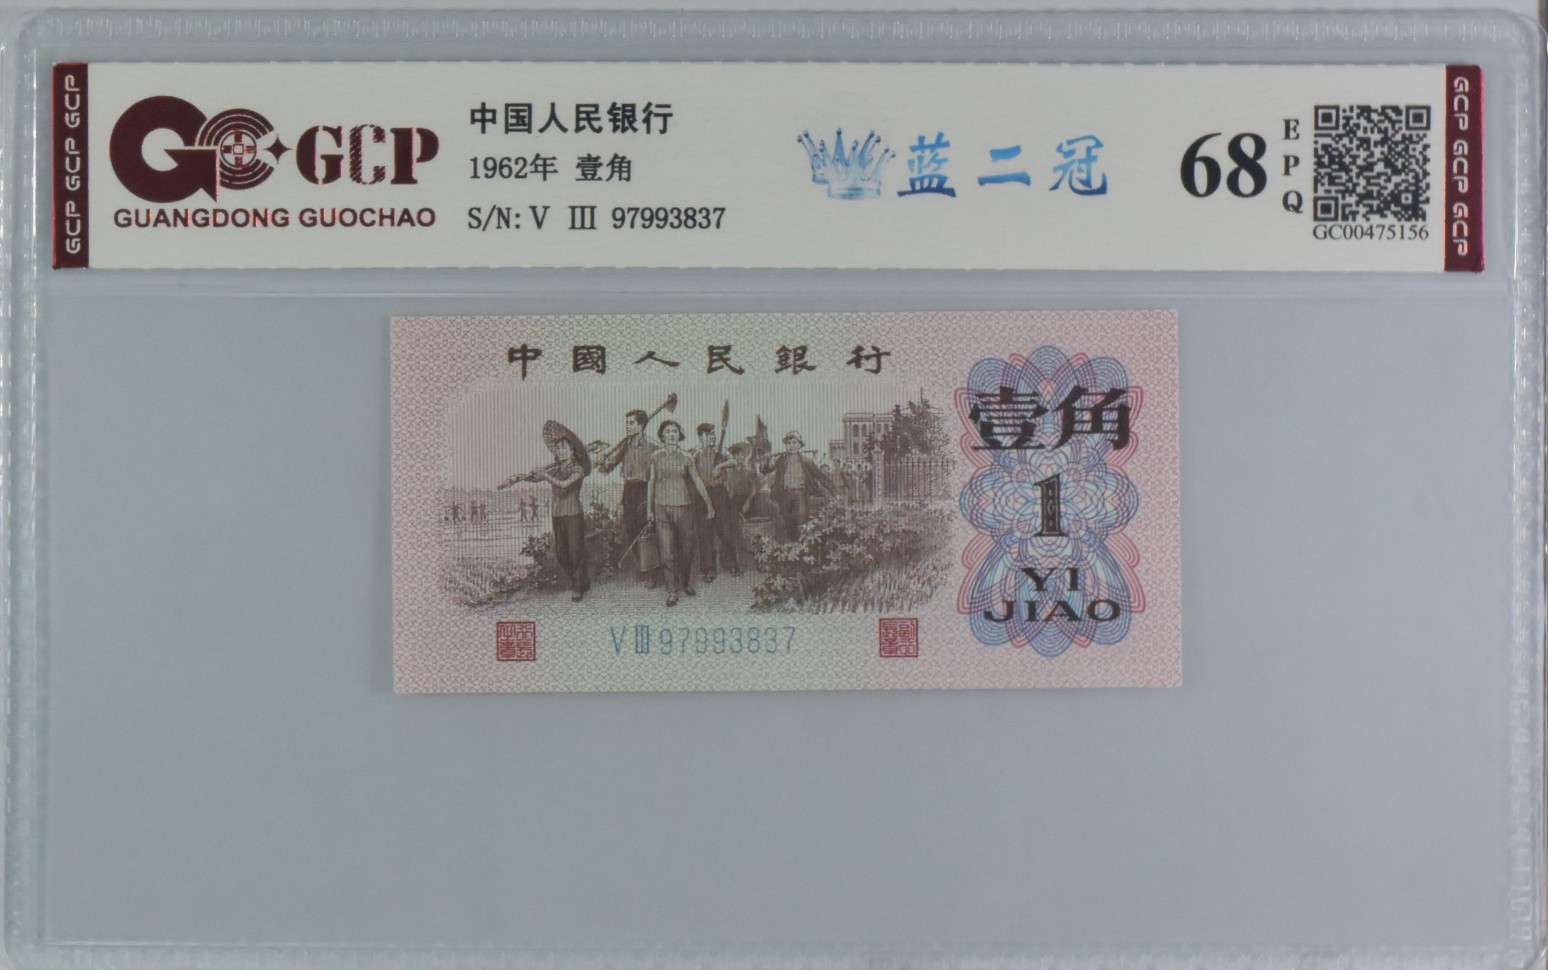 GCP GCP GCP
GCP
GUANGDONG GUOCHAO
中国人民银行
1962年 壹角
S/N: V Ⅲ 97993837
蓝二冠
68
EPQ
GC00475156
GCP GCP GCP
中國人民銀行
壹角
1
YI
JIAO
V Ⅲ 97993837